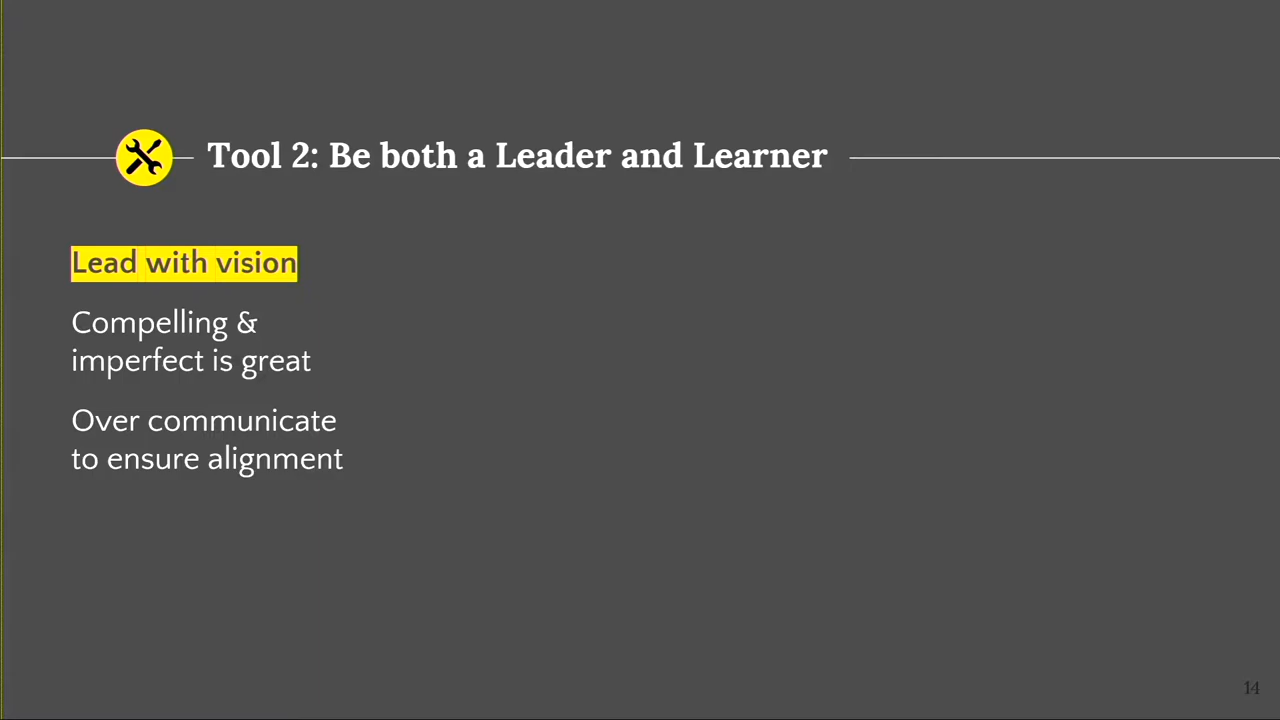 Tool 2: Be both a Leader and Learner
Lead with vision
Compelling &
imperfect is great
Over communicate
to ensure alignment
14